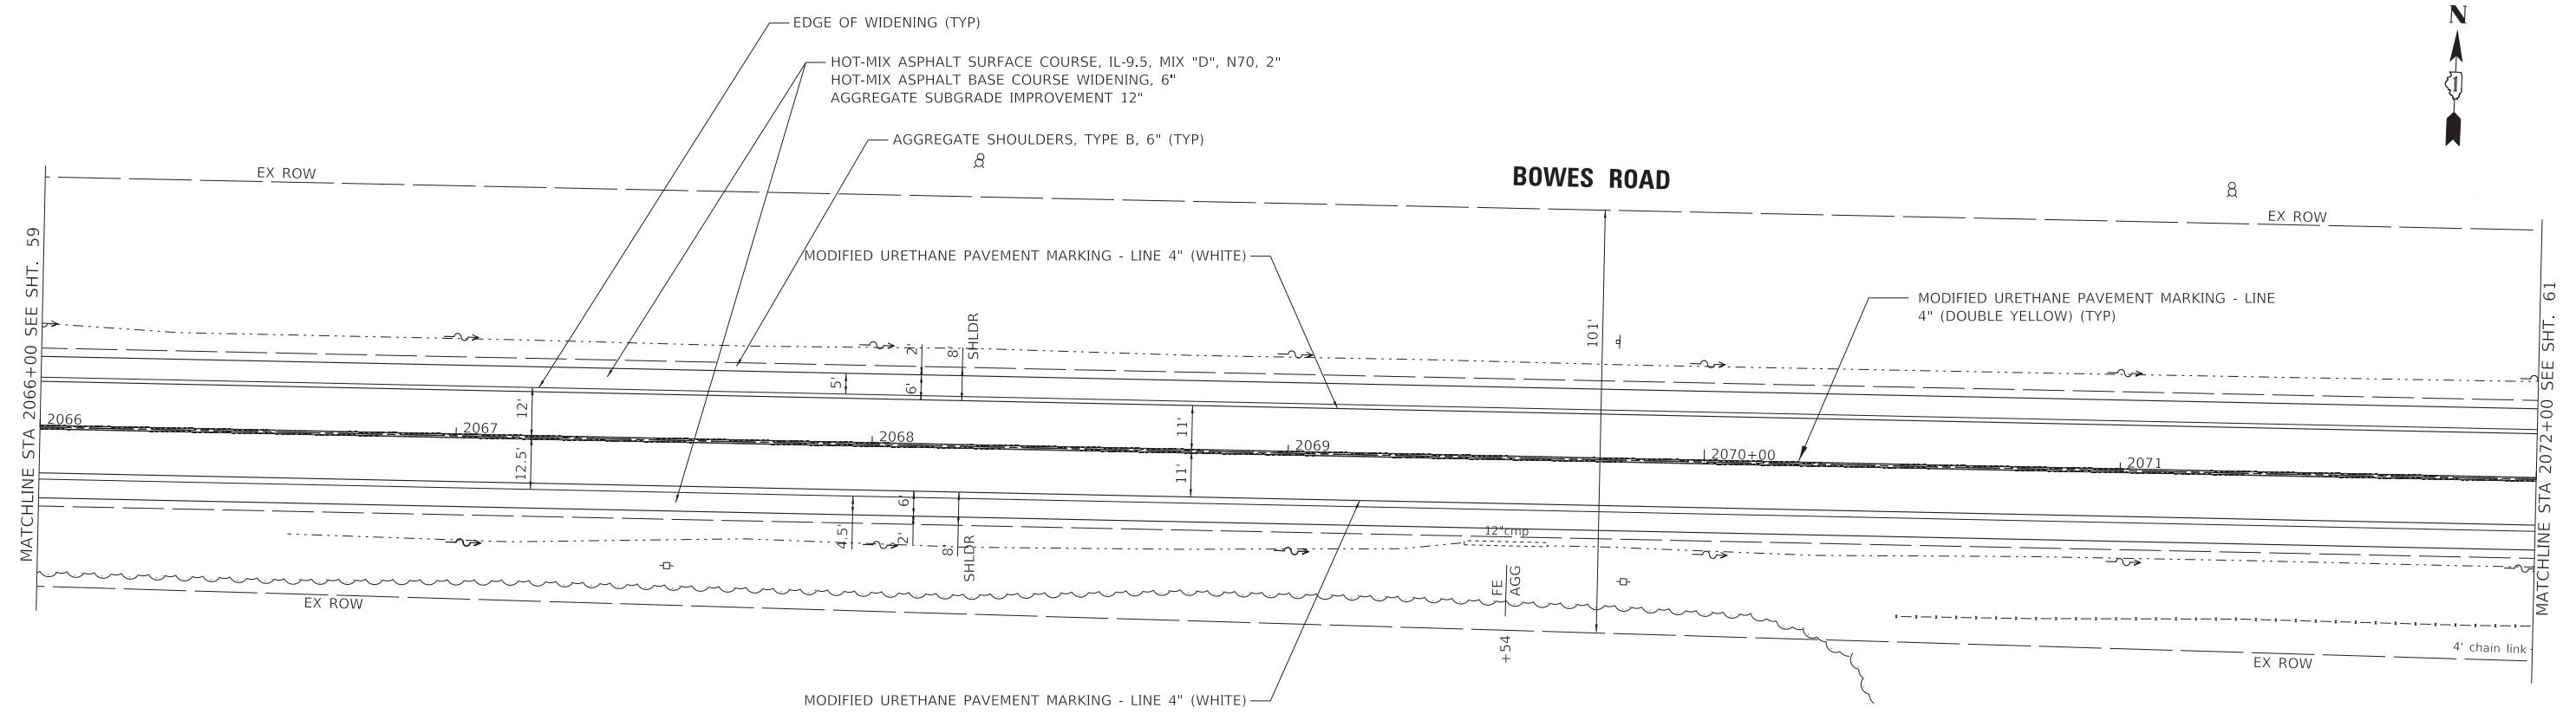 EDGE OF WIDENING (TYP)
HOT-MIX ASPHALT SURFACE COURSE, IL-9.5, MIX "D", N70, 2"
HOT-MIX ASPHALT BASE COURSE WIDENING, 6"
AGGREGATE SUBGRADE IMPROVEMENT 12"
AGGREGATE SHOULDERS, TYPE B, 6" (TYP)
N
1
EX ROW
BOWES ROAD
EX ROW
MATCHLINE STA 2066+00 SEE SHT. 59
MODIFIED URETHANE PAVEMENT MARKING - LINE 4" (WHITE)
MODIFIED URETHANE PAVEMENT MARKING - LINE
4" (DOUBLE YELLOW) (TYP)
101'
MATCHLINE STA 2072+00 SEE SHT. 61
5'
2'
6'
8'
SHLDR
12'
11'
2066
2067
2068
2069
2070+00
2071
12.5'
11'
4.5'
6'
2'
8'
SHLDR
12"cmp
FE
AGG
+54
EX ROW
4' chain link
EX ROW
MODIFIED URETHANE PAVEMENT MARKING - LINE 4" (WHITE)